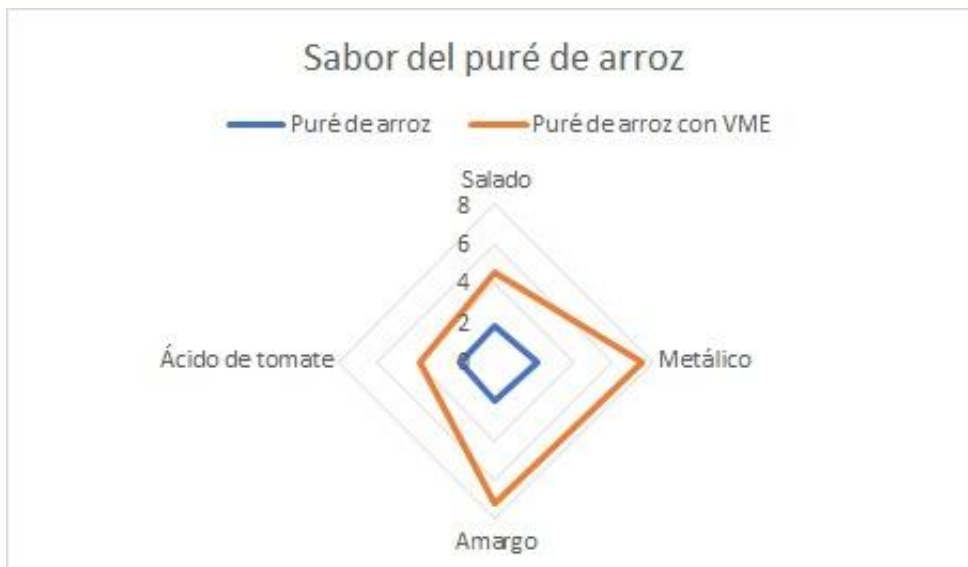 Sabor del puré de arroz
Puré de arroz Puré de arroz con VME
Salado
8
6
4
2
0
Ácido de tomate
Metálico
Amargo